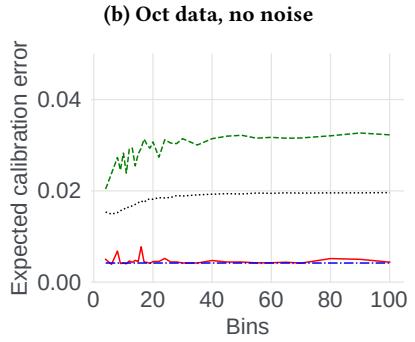 (b) Oct data, no noise
Expected calibration error
0.04
0.02
0.00
0 20 40 60 80 100
Bins